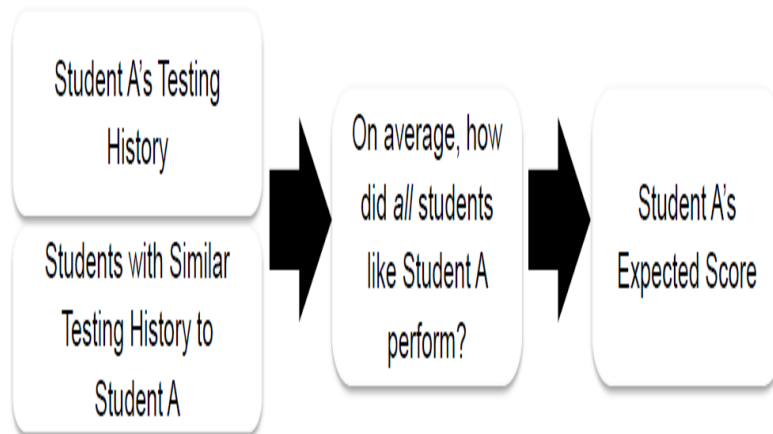 Student A’s Testing
History
Students with Similar
Testing History to
Student A
On average, how
did all students
like Student A
perform?
Student A’s
Expected Score